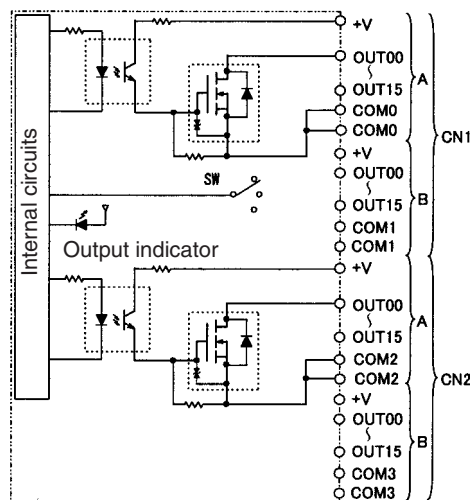 Internal circuits
+V
OUT00
OUT15
COM0
COM0
A
+V
OUT00
OUT15
COM1
COM1
B
CN1
SW
Output indicator
+V
OUT00
OUT15
COM2
COM2
A
+V
OUT00
OUT15
COM3
COM3
B
CN2